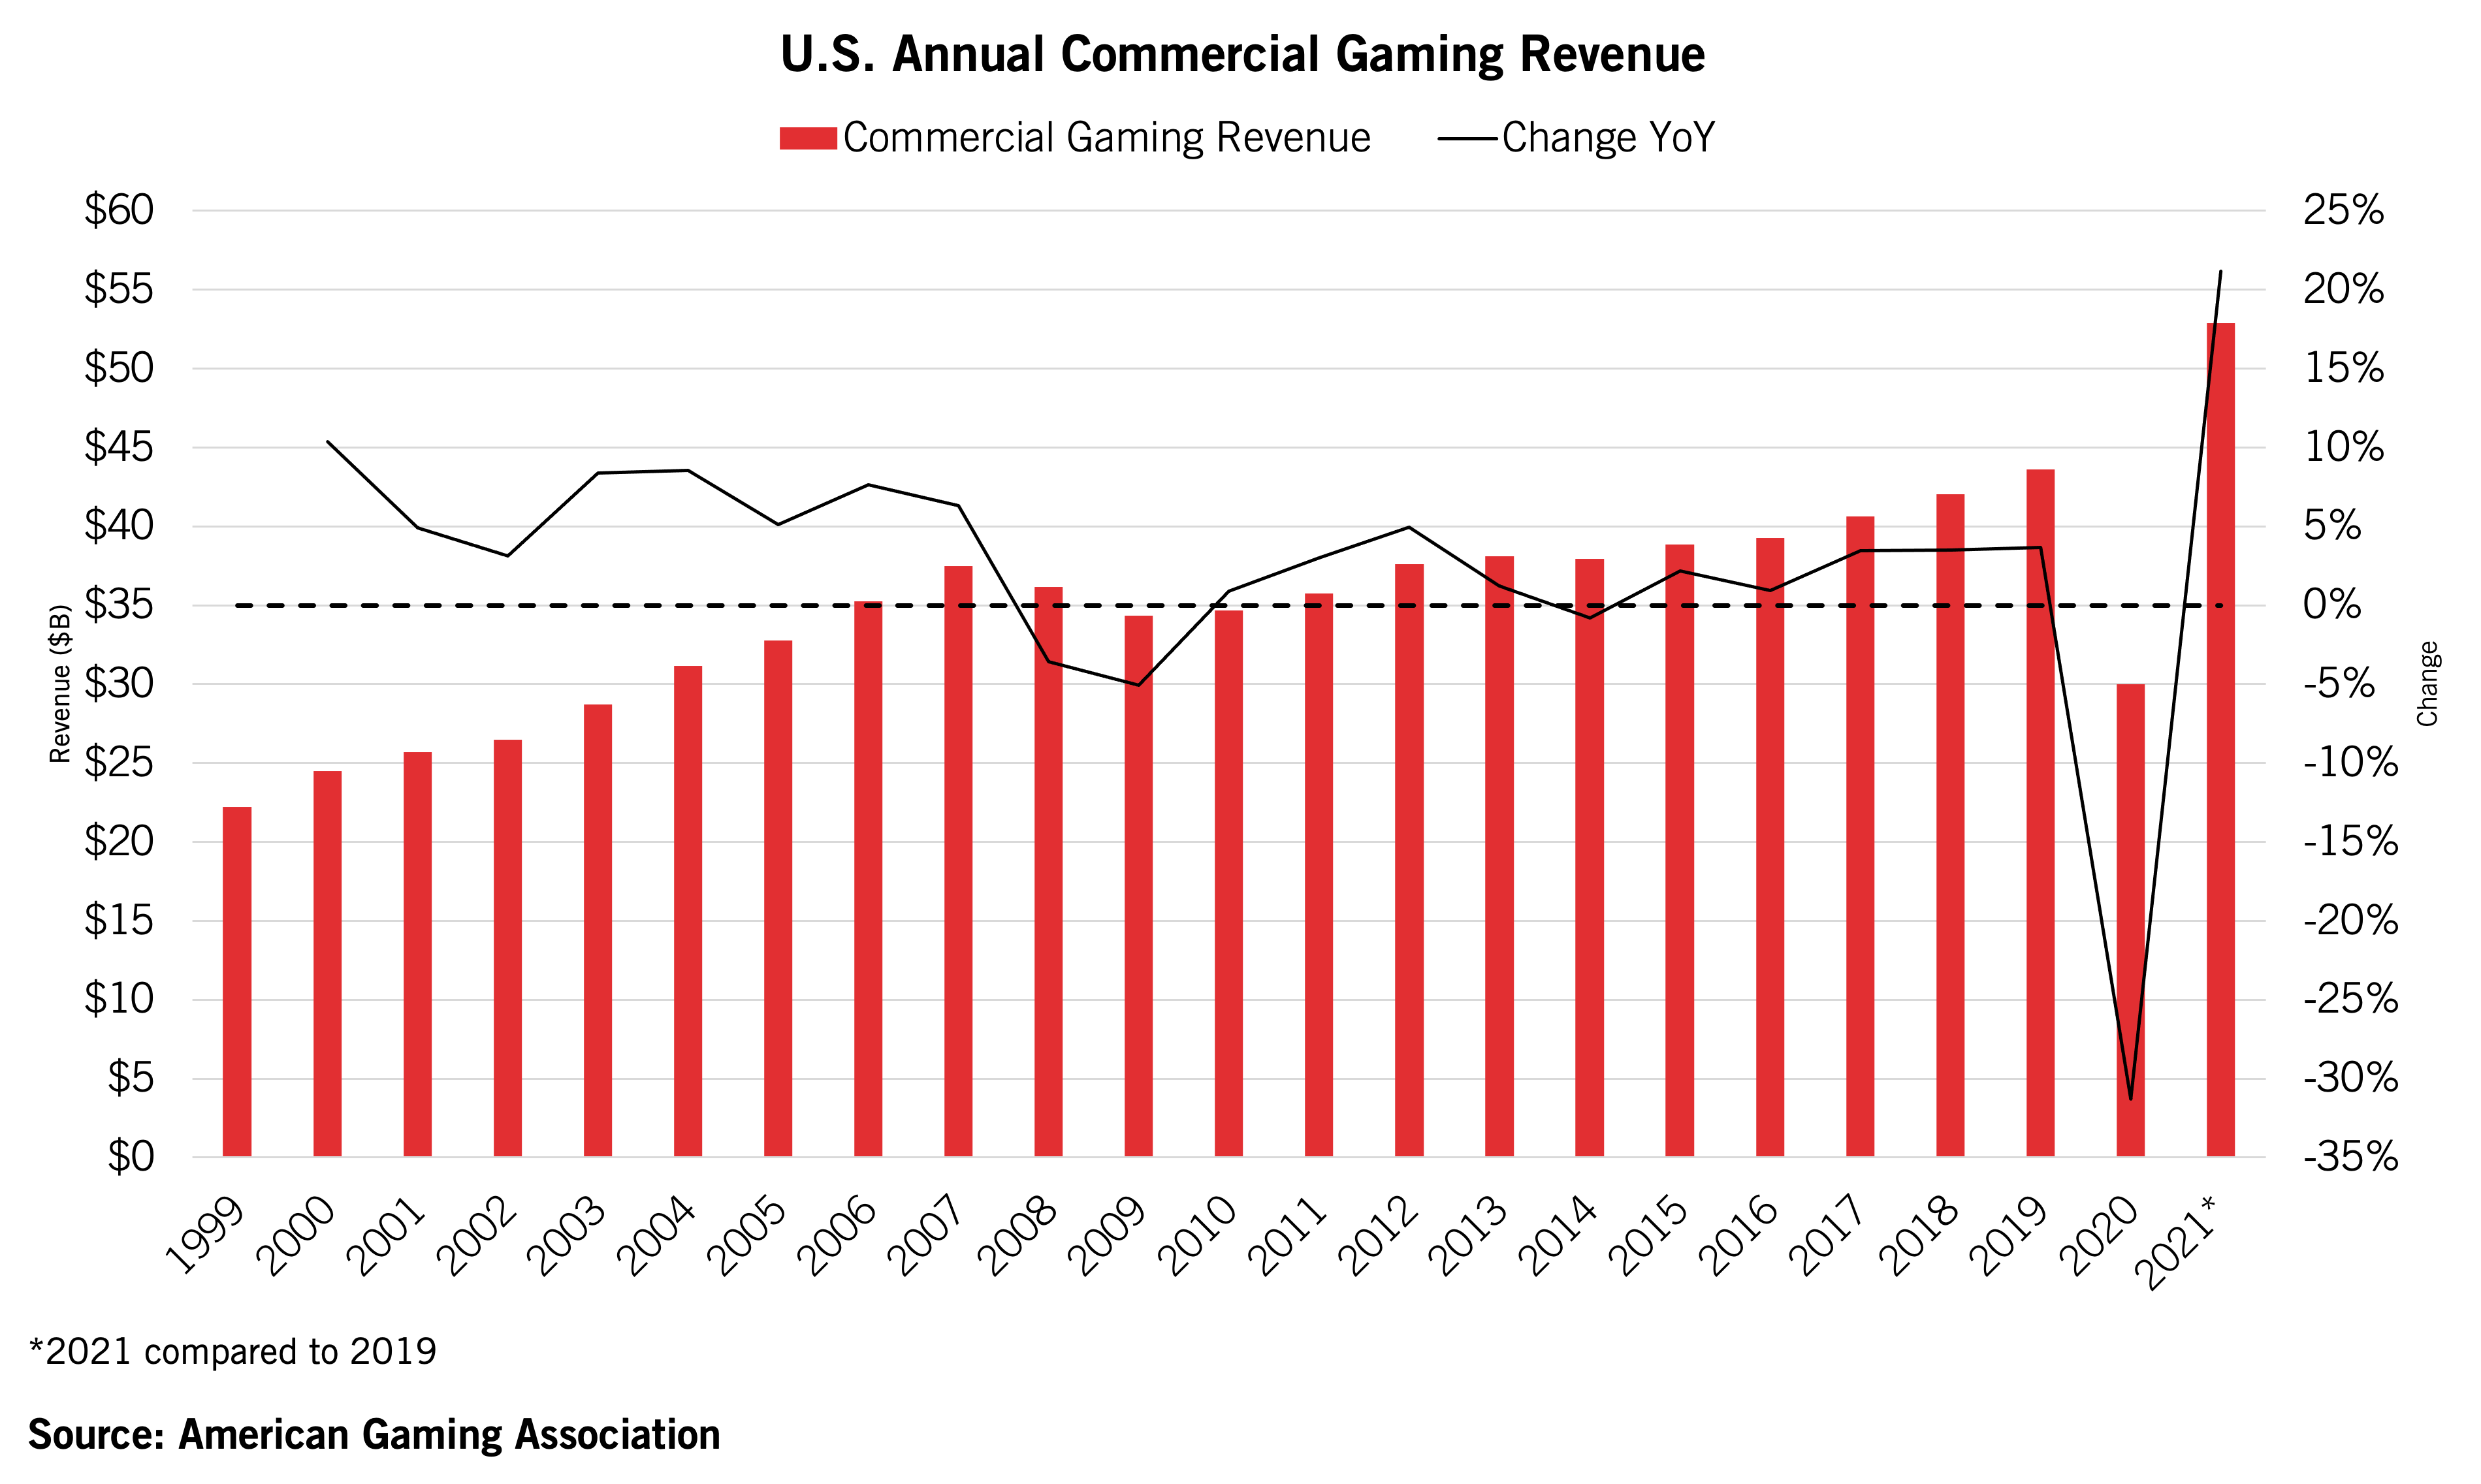 U.S. Annual Commercial Gaming Revenue
Commercial Gaming Revenue Change YoY
$60 25%
$55 20%
$50 15%
$45 10%
$40 5%
$35 0%
$30 -5%
$25 -10%
$20 -15%
$15 -20%
$10 -25%
$5 -30%
$0 -35%
Revenue ($B)
Change
1999 2000 2001 2002 2003 2004 2005 2006 2007 2008 2009 2010 2011 2012 2013 2014 2015 2016 2017 2018 2019 2020 2021*
*2021 compared to 2019
Source: American Gaming Association